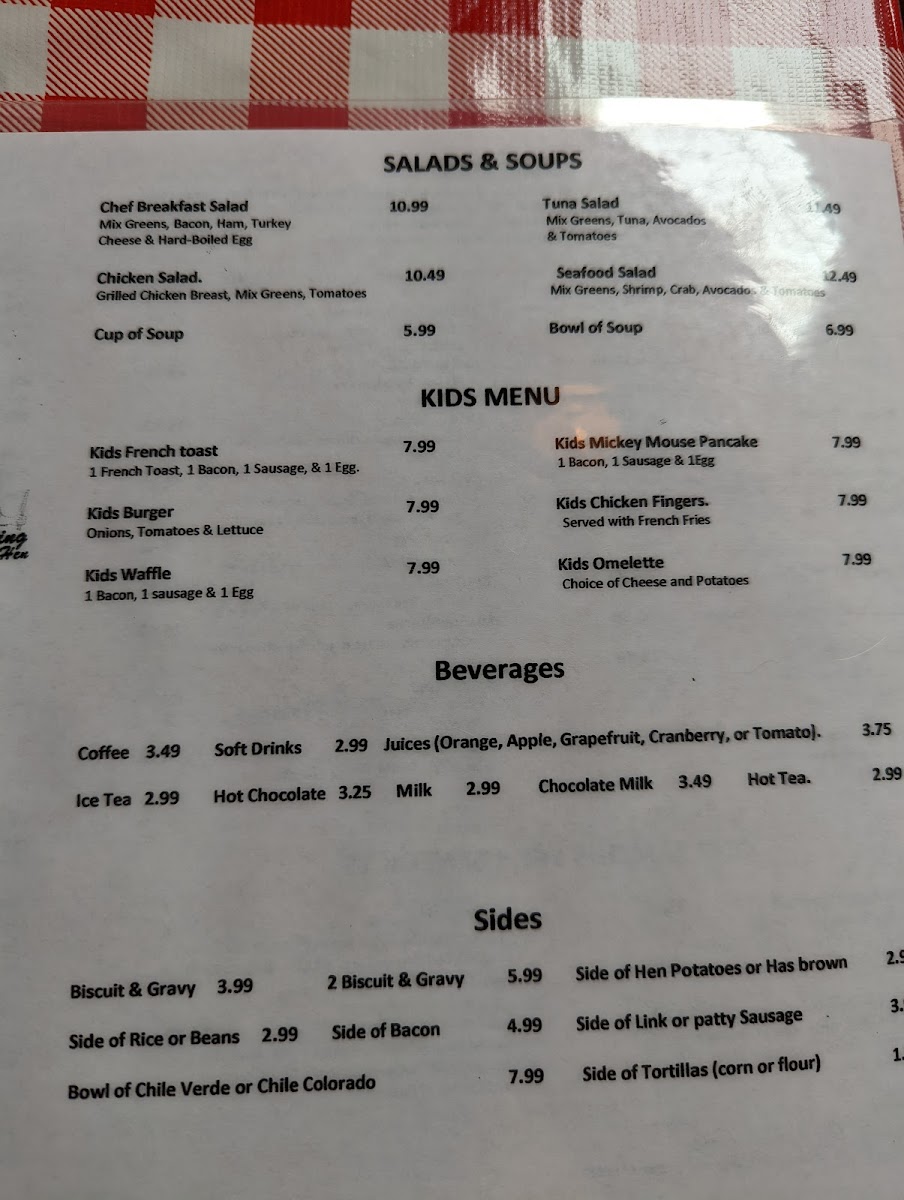 SALADS & SOUPS
Chef Breakfast Salad 10.99
Mix Greens, Bacon, Ham, Turkey
Cheese & Hard-Boiled Egg
Tuna Salad 11.49
Mix Greens, Tuna, Avocados
& Tomatoes
Chicken Salad. 10.49
Grilled Chicken Breast, Mix Greens, Tomatoes
Seafood Salad 12.49
Mix Greens, Shrimp, Crab, Avocados & Tomatoes
Cup of Soup 5.99
Bowl of Soup 6.99
KIDS MENU
Kids French toast 7.99
1 French Toast, 1 Bacon, 1 Sausage, & 1 Egg.
Kids Mickey Mouse Pancake 7.99
1 Bacon, 1 Sausage & 1Egg
Kids Burger 7.99
Onions, Tomatoes & Lettuce
Kids Chicken Fingers. 7.99
Served with French Fries
Kids Waffle 7.99
1 Bacon, 1 sausage & 1 Egg
Kids Omelette 7.99
Choice of Cheese and Potatoes
Hen
Beverages
Coffee 3.49 Soft Drinks 2.99 Juices (Orange, Apple, Grapefruit, Cranberry, or Tomato). 3.75
Ice Tea 2.99 Hot Chocolate 3.25 Milk 2.99 Chocolate Milk 3.49 Hot Tea. 2.99
Sides
Biscuit & Gravy 3.99 2 Biscuit & Gravy 5.99 Side of Hen Potatoes or Has brown
Side of Rice or Beans 2.99 Side of Bacon 4.99 Side of Link or patty Sausage
Bowl of Chile Verde or Chile Colorado 7.99 Side of Tortillas (corn or flour)